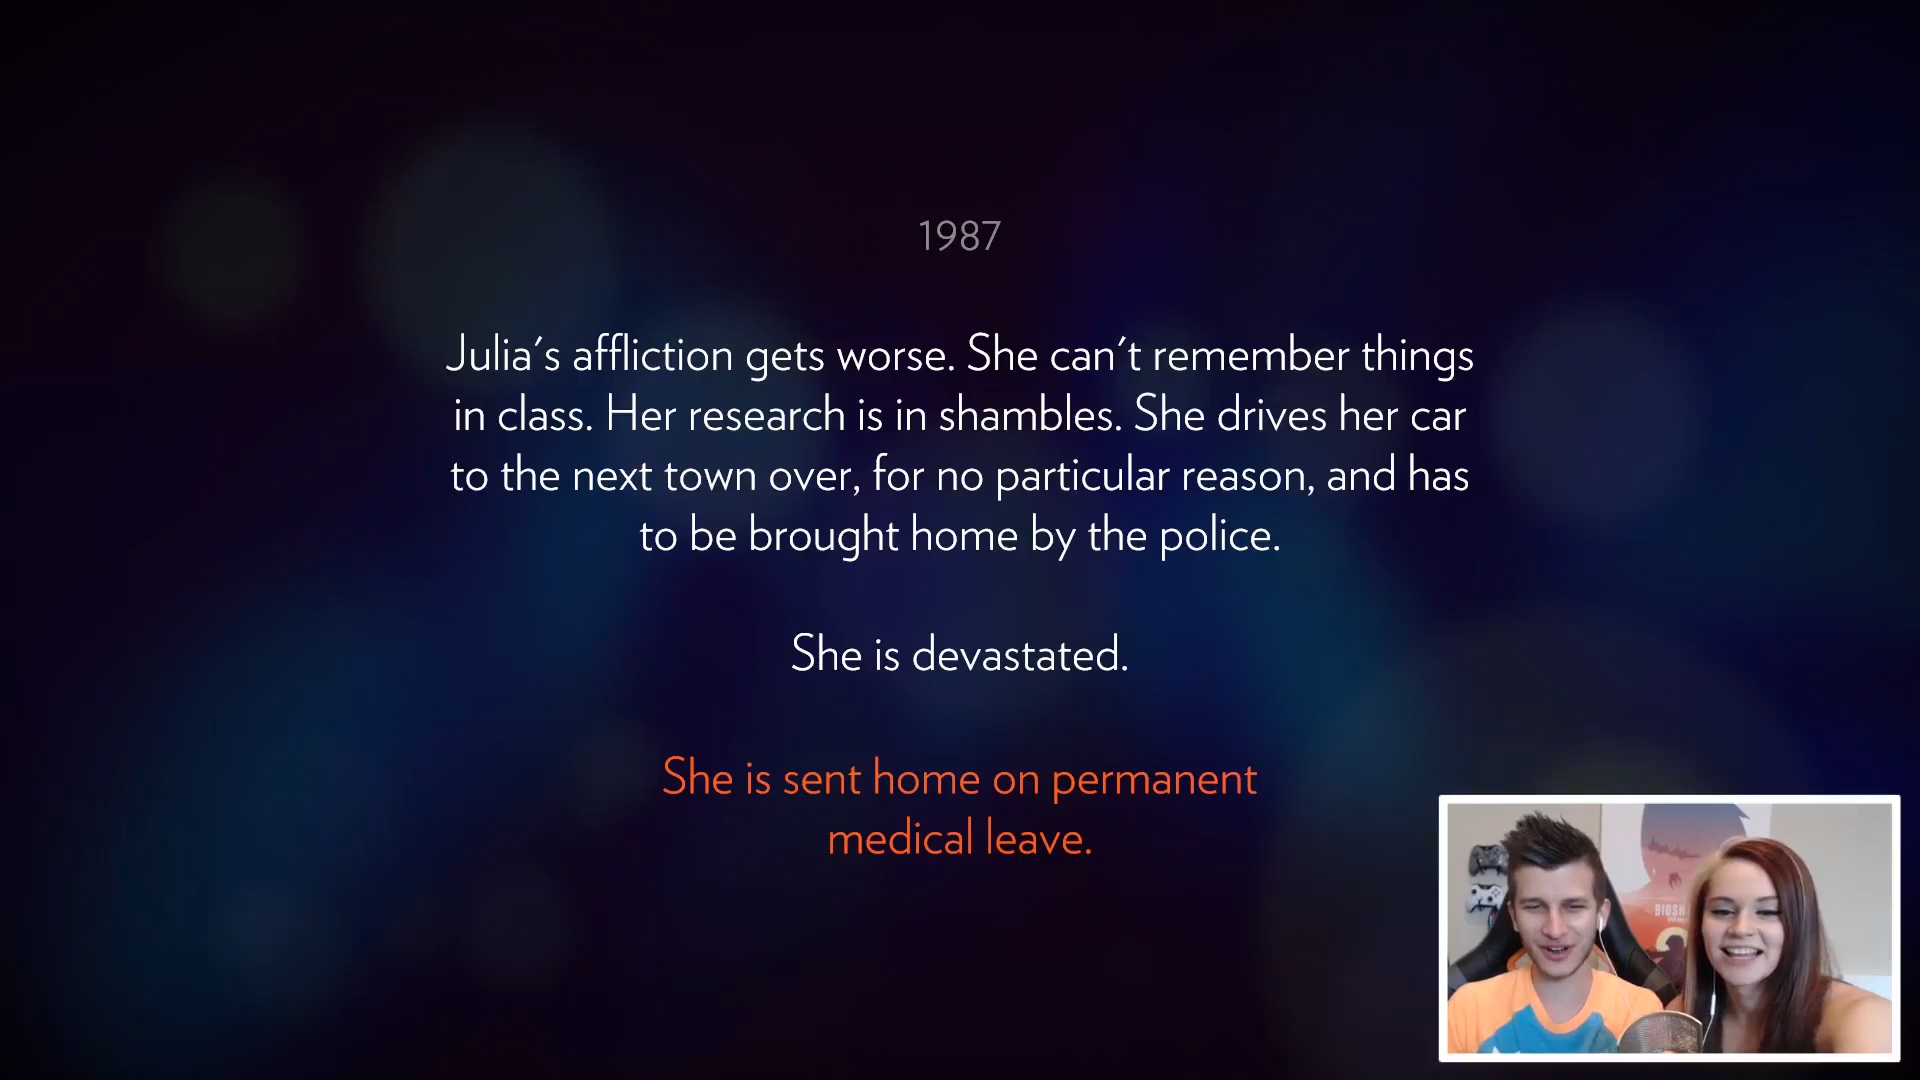 1987
Julia's affliction gets worse. She can't remember things
in class. Her research is in shambles. She drives her car
to the next town over, for no particular reason, and has
to be brought home by the police.
She is devastated.
She is sent home on permanent
medical leave.